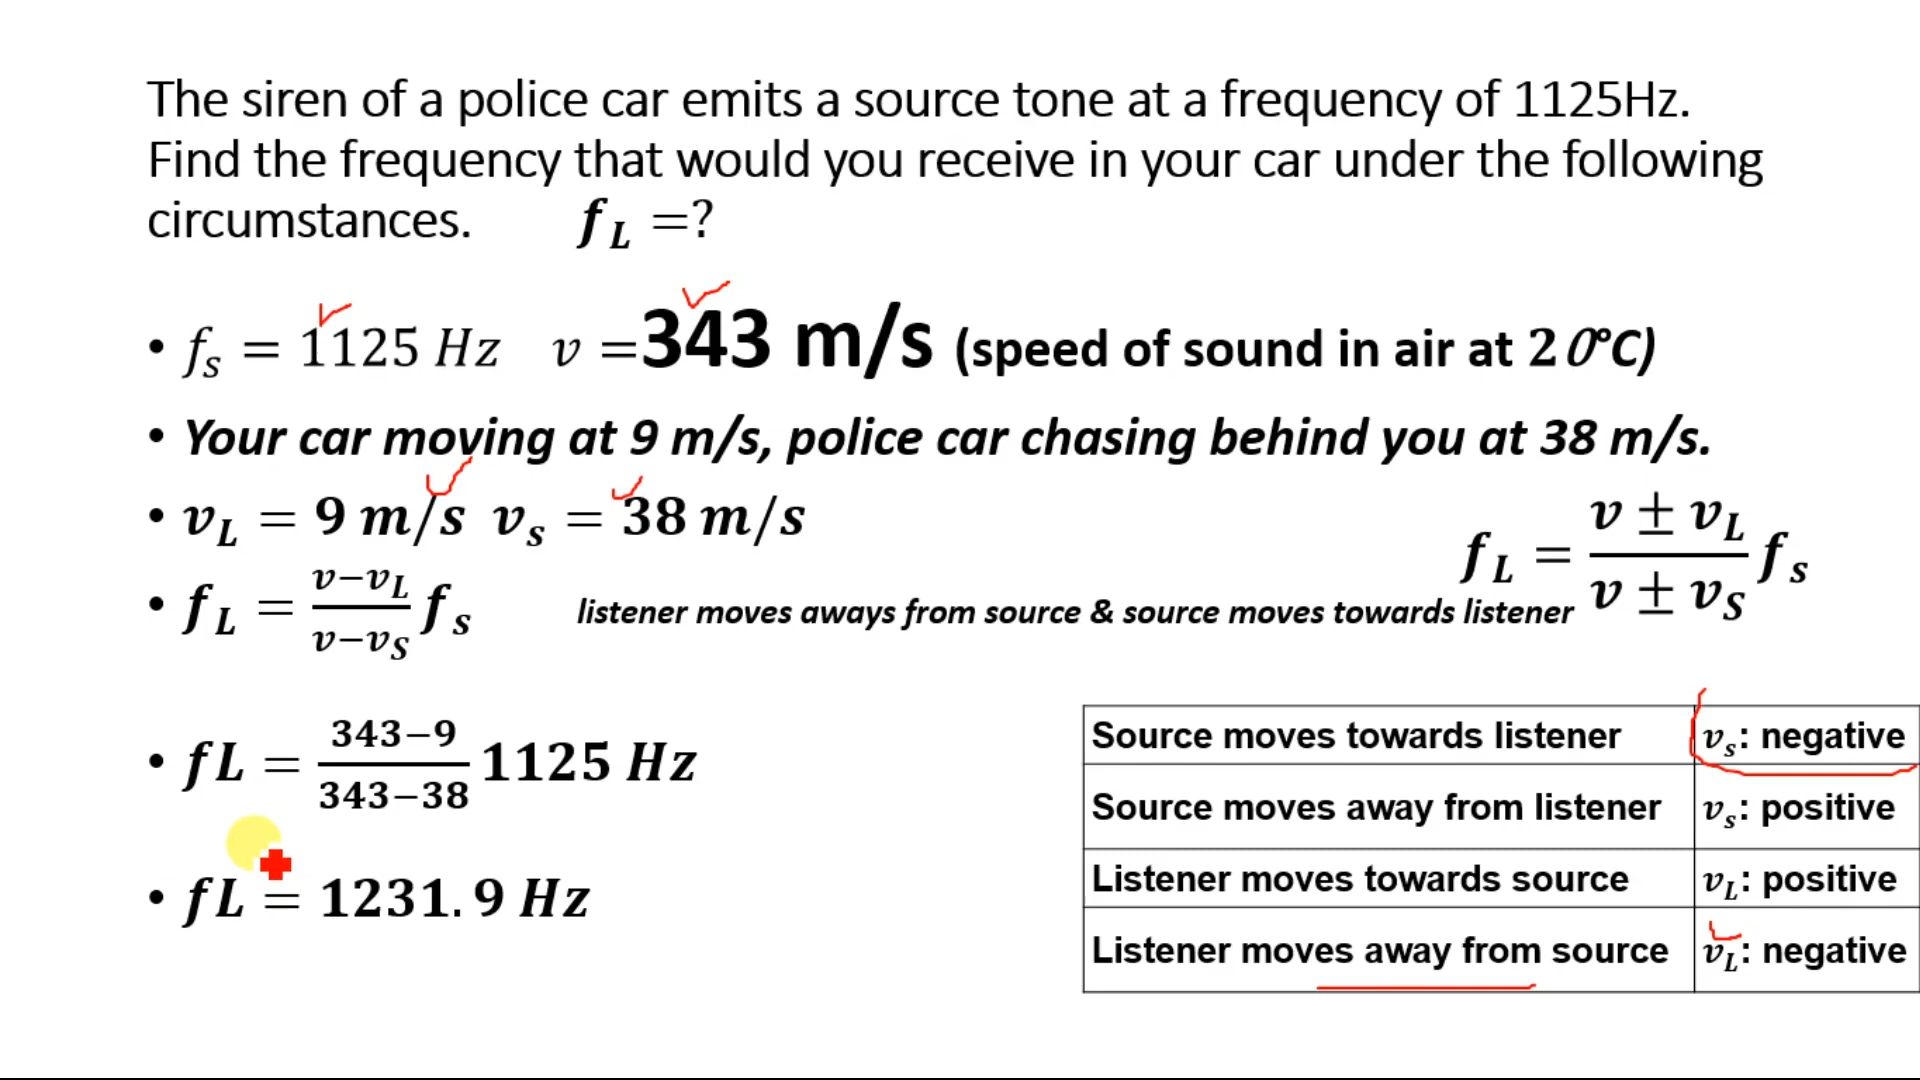 The siren of a police car emits a source tone at a frequency of 1125Hz.
Find the frequency that would you receive in your car under the following
circumstances. f_L =?
• f_s = 1125 Hz v =343 m/s (speed of sound in air at 20°C)
• Your car moving at 9 m/s, police car chasing behind you at 38 m/s.
• v_L = 9 m/s v_s = 38 m/s
f_L = (v ± v_L)/(v ± v_S) f_s
• f_L = (v−v_L)/(v−v_S) f_s listener moves aways from source & source moves towards listener
• fL = (343−9)/(343−38) 1125 Hz
• fL = 1231.9 Hz
Source moves towards listener v_s: negative
Source moves away from listener v_s: positive
Listener moves towards source v_L: positive
Listener moves away from source v_L: negative